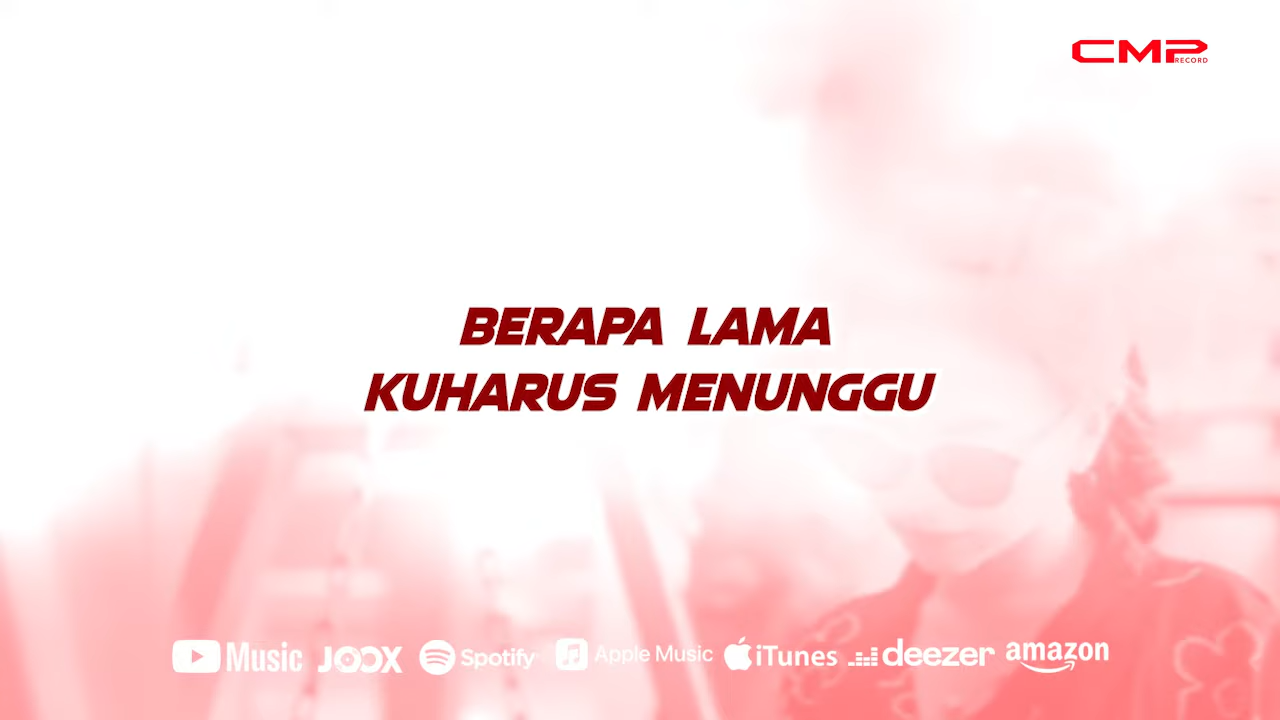 CMP
RECORD
BERAPA LAMA
KUHARUS MENUNGGU
Music JOOX Spotify Apple Music iTunes deezer amazon